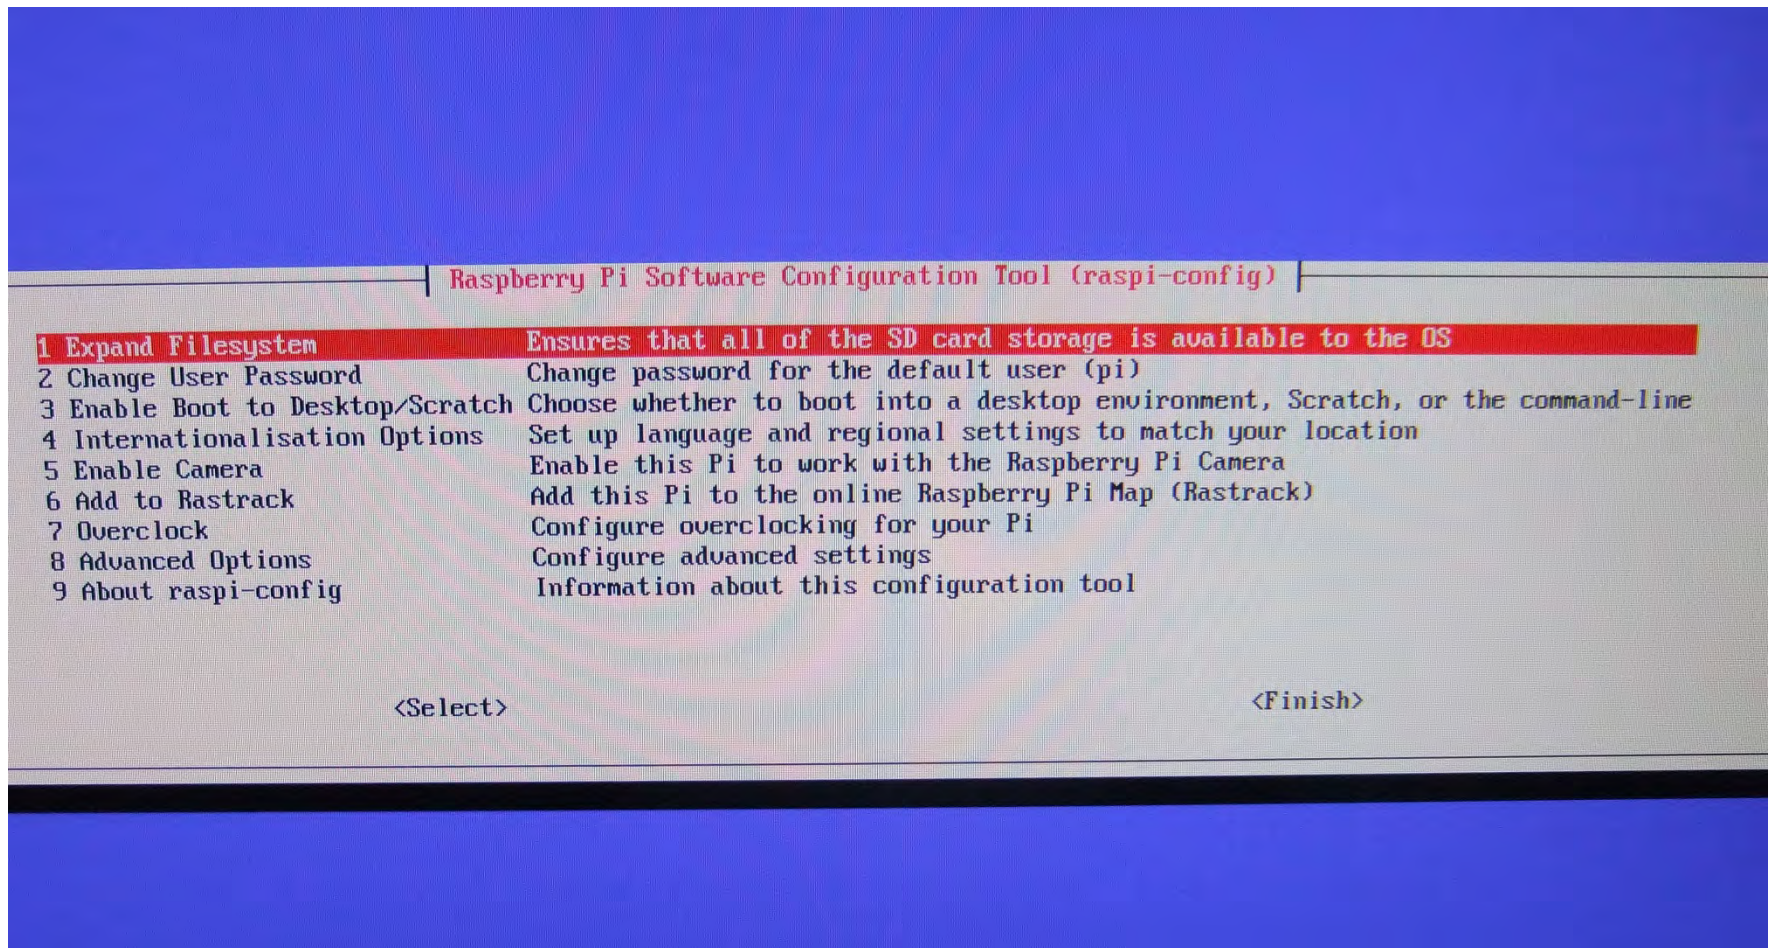 Raspberry Pi Software Configuration Tool (raspi-config)
1 Expand Filesystem Ensures that all of the SD card storage is available to the OS
2 Change User Password Change password for the default user (pi)
3 Enable Boot to Desktop/Scratch Choose whether to boot into a desktop environment, Scratch, or the command-line
4 Internationalisation Options Set up language and regional settings to match your location
5 Enable Camera Enable this Pi to work with the Raspberry Pi Camera
6 Add to Rastrack Add this Pi to the online Raspberry Pi Map (Rastrack)
7 Overclock Configure overclocking for your Pi
8 Advanced Options Configure advanced settings
9 About raspi-config Information about this configuration tool
<Select> <Finish>